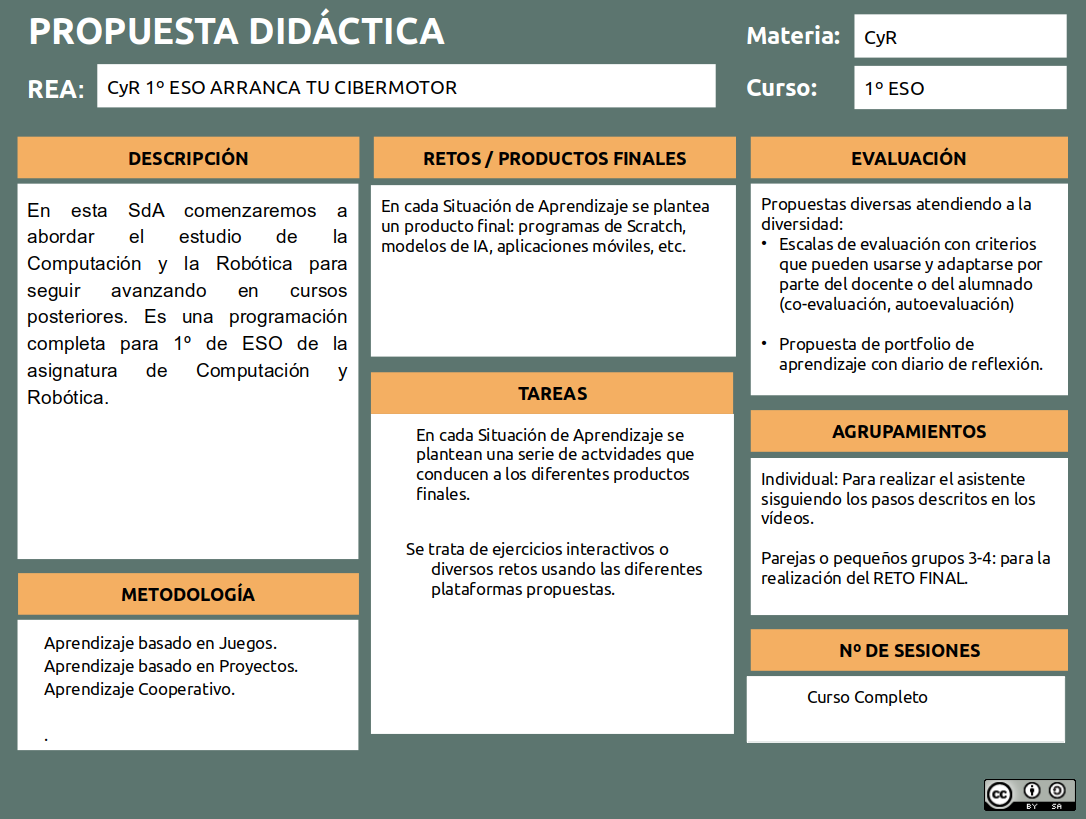 PROPUESTA DIDÁCTICA
Materia:
CyR
REA:
CyR 1º ESO ARRANCA TU CIBERMOTOR
Curso:
1º ESO
DESCRIPCIÓN
En esta SdA comenzaremos a
abordar el estudio de la
Computación y la Robótica para
seguir avanzando en cursos
posteriores. Es una programación
completa para 1º de ESO de la
asignatura de Computación y
Robótica.
METODOLOGÍA
Aprendizaje basado en Juegos.
Aprendizaje basado en Proyectos.
Aprendizaje Cooperativo.
.
RETOS / PRODUCTOS FINALES
En cada Situación de Aprendizaje se plantea
un producto final: programas de Scratch,
modelos de IA, aplicaciones móviles, etc.
TAREAS
En cada Situación de Aprendizaje se
plantean una serie de actvidades que
conducen a los diferentes productos
finales.
Se trata de ejercicios interactivos o
diversos retos usando las diferentes
plataformas propuestas.
EVALUACIÓN
Propuestas diversas atendiendo a la
diversidad:
• Escalas de evaluación con criterios
que pueden usarse y adaptarse por
parte del docente o del alumnado
(co-evaluación, autoevaluación)
• Propuesta de portfolio de
aprendizaje con diario de reflexión.
AGRUPAMIENTOS
Individual: Para realizar el asistente
sisguiendo los pasos descritos en los
vídeos.
Parejas o pequeños grupos 3-4: para la
realización del RETO FINAL.
Nº DE SESIONES
Curso Completo
cc
BY SA